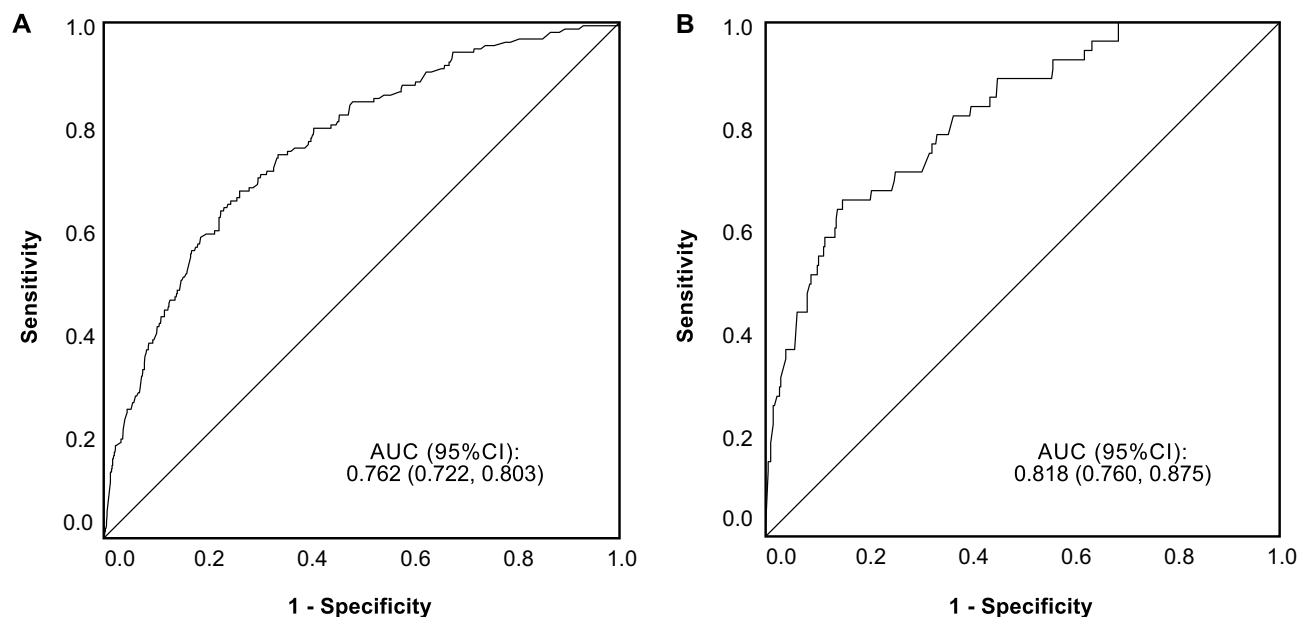 A
1.0
0.8
0.6
0.4
0.2
0.0
Sensitivity
AUC (95%CI):
0.762 (0.722, 0.803)
0.0 0.2 0.4 0.6 0.8 1.0
1 - Specificity
B
1.0
0.8
0.6
0.4
0.2
0.0
Sensitivity
AUC (95%CI):
0.818 (0.760, 0.875)
0.0 0.2 0.4 0.6 0.8 1.0
1 - Specificity